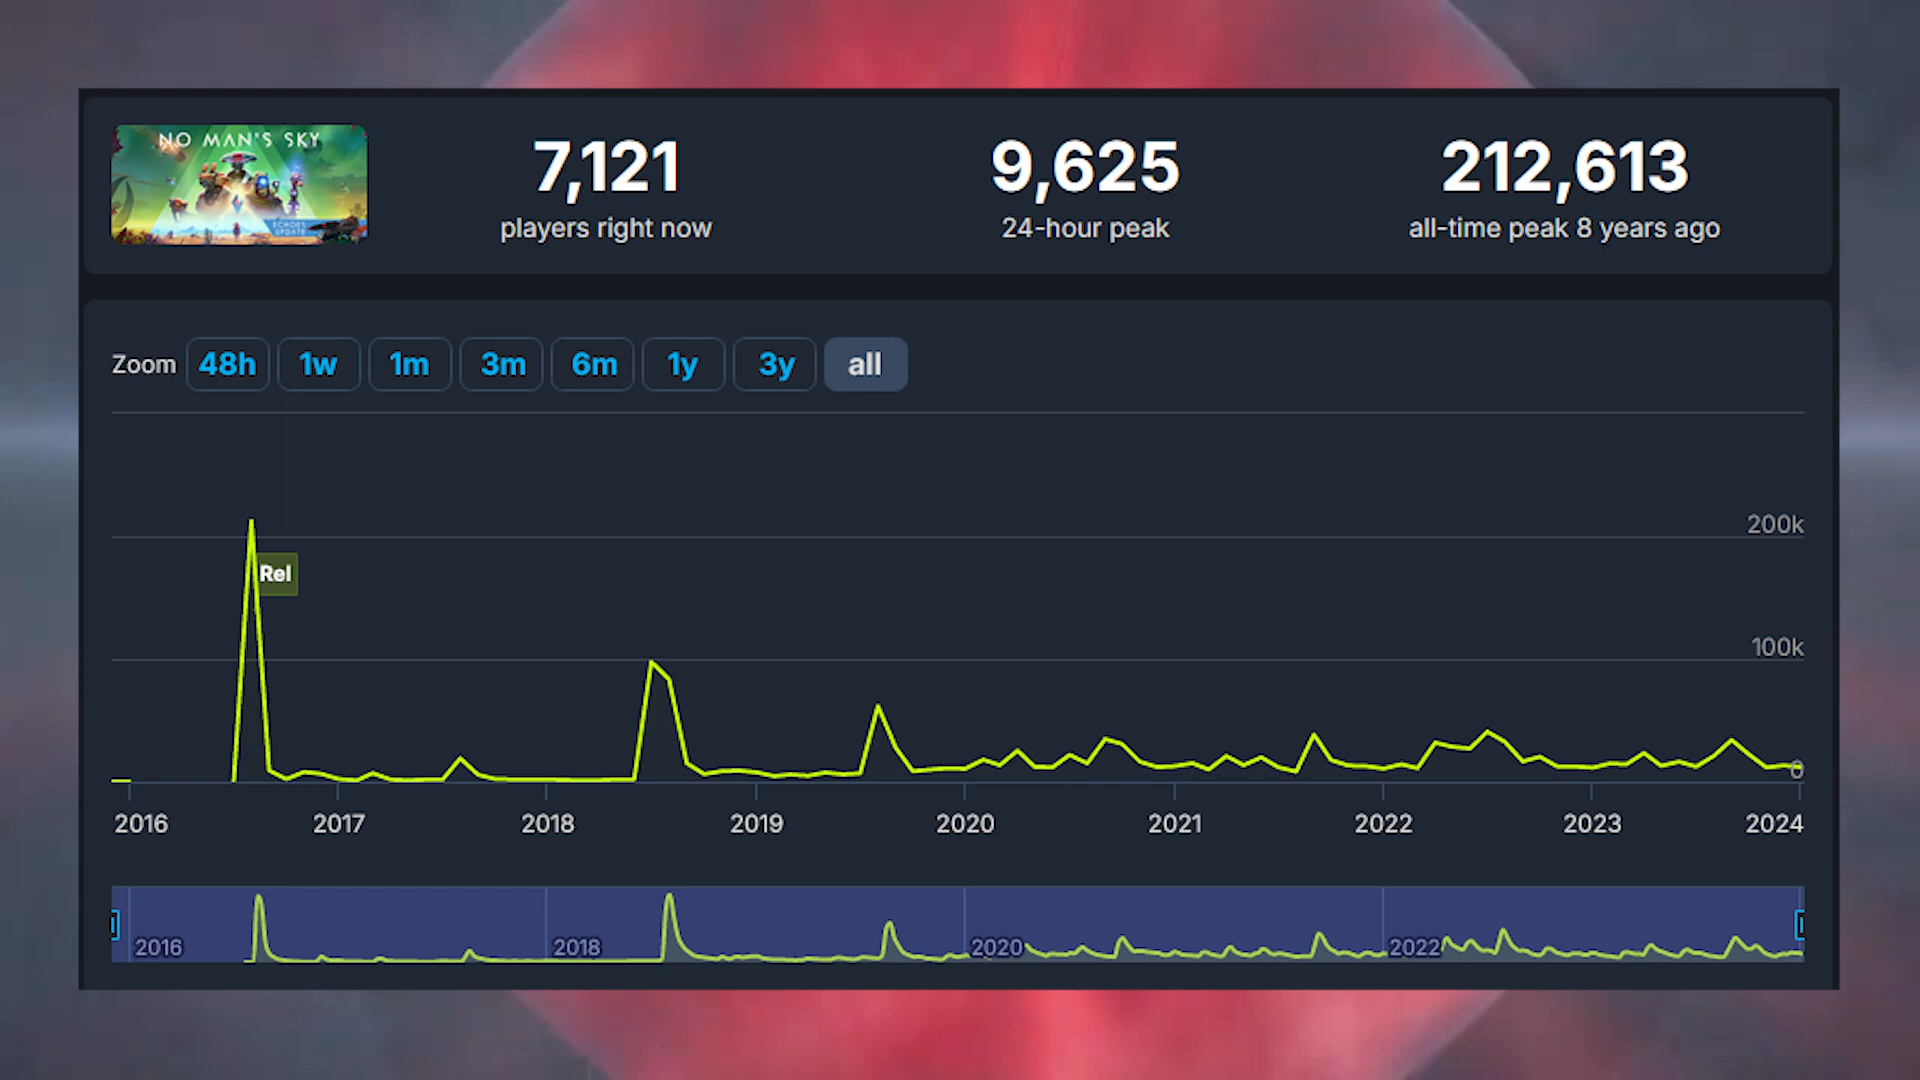 NO MAN'S SKY
ECHOES
UPDATE
7,121
players right now
9,625
24-hour peak
212,613
all-time peak 8 years ago
Zoom 48h 1w 1m 3m 6m 1y 3y all
200k
Rel
100k
0
2016 2017 2018 2019 2020 2021 2022 2023 2024
2016 2018 2020 2022